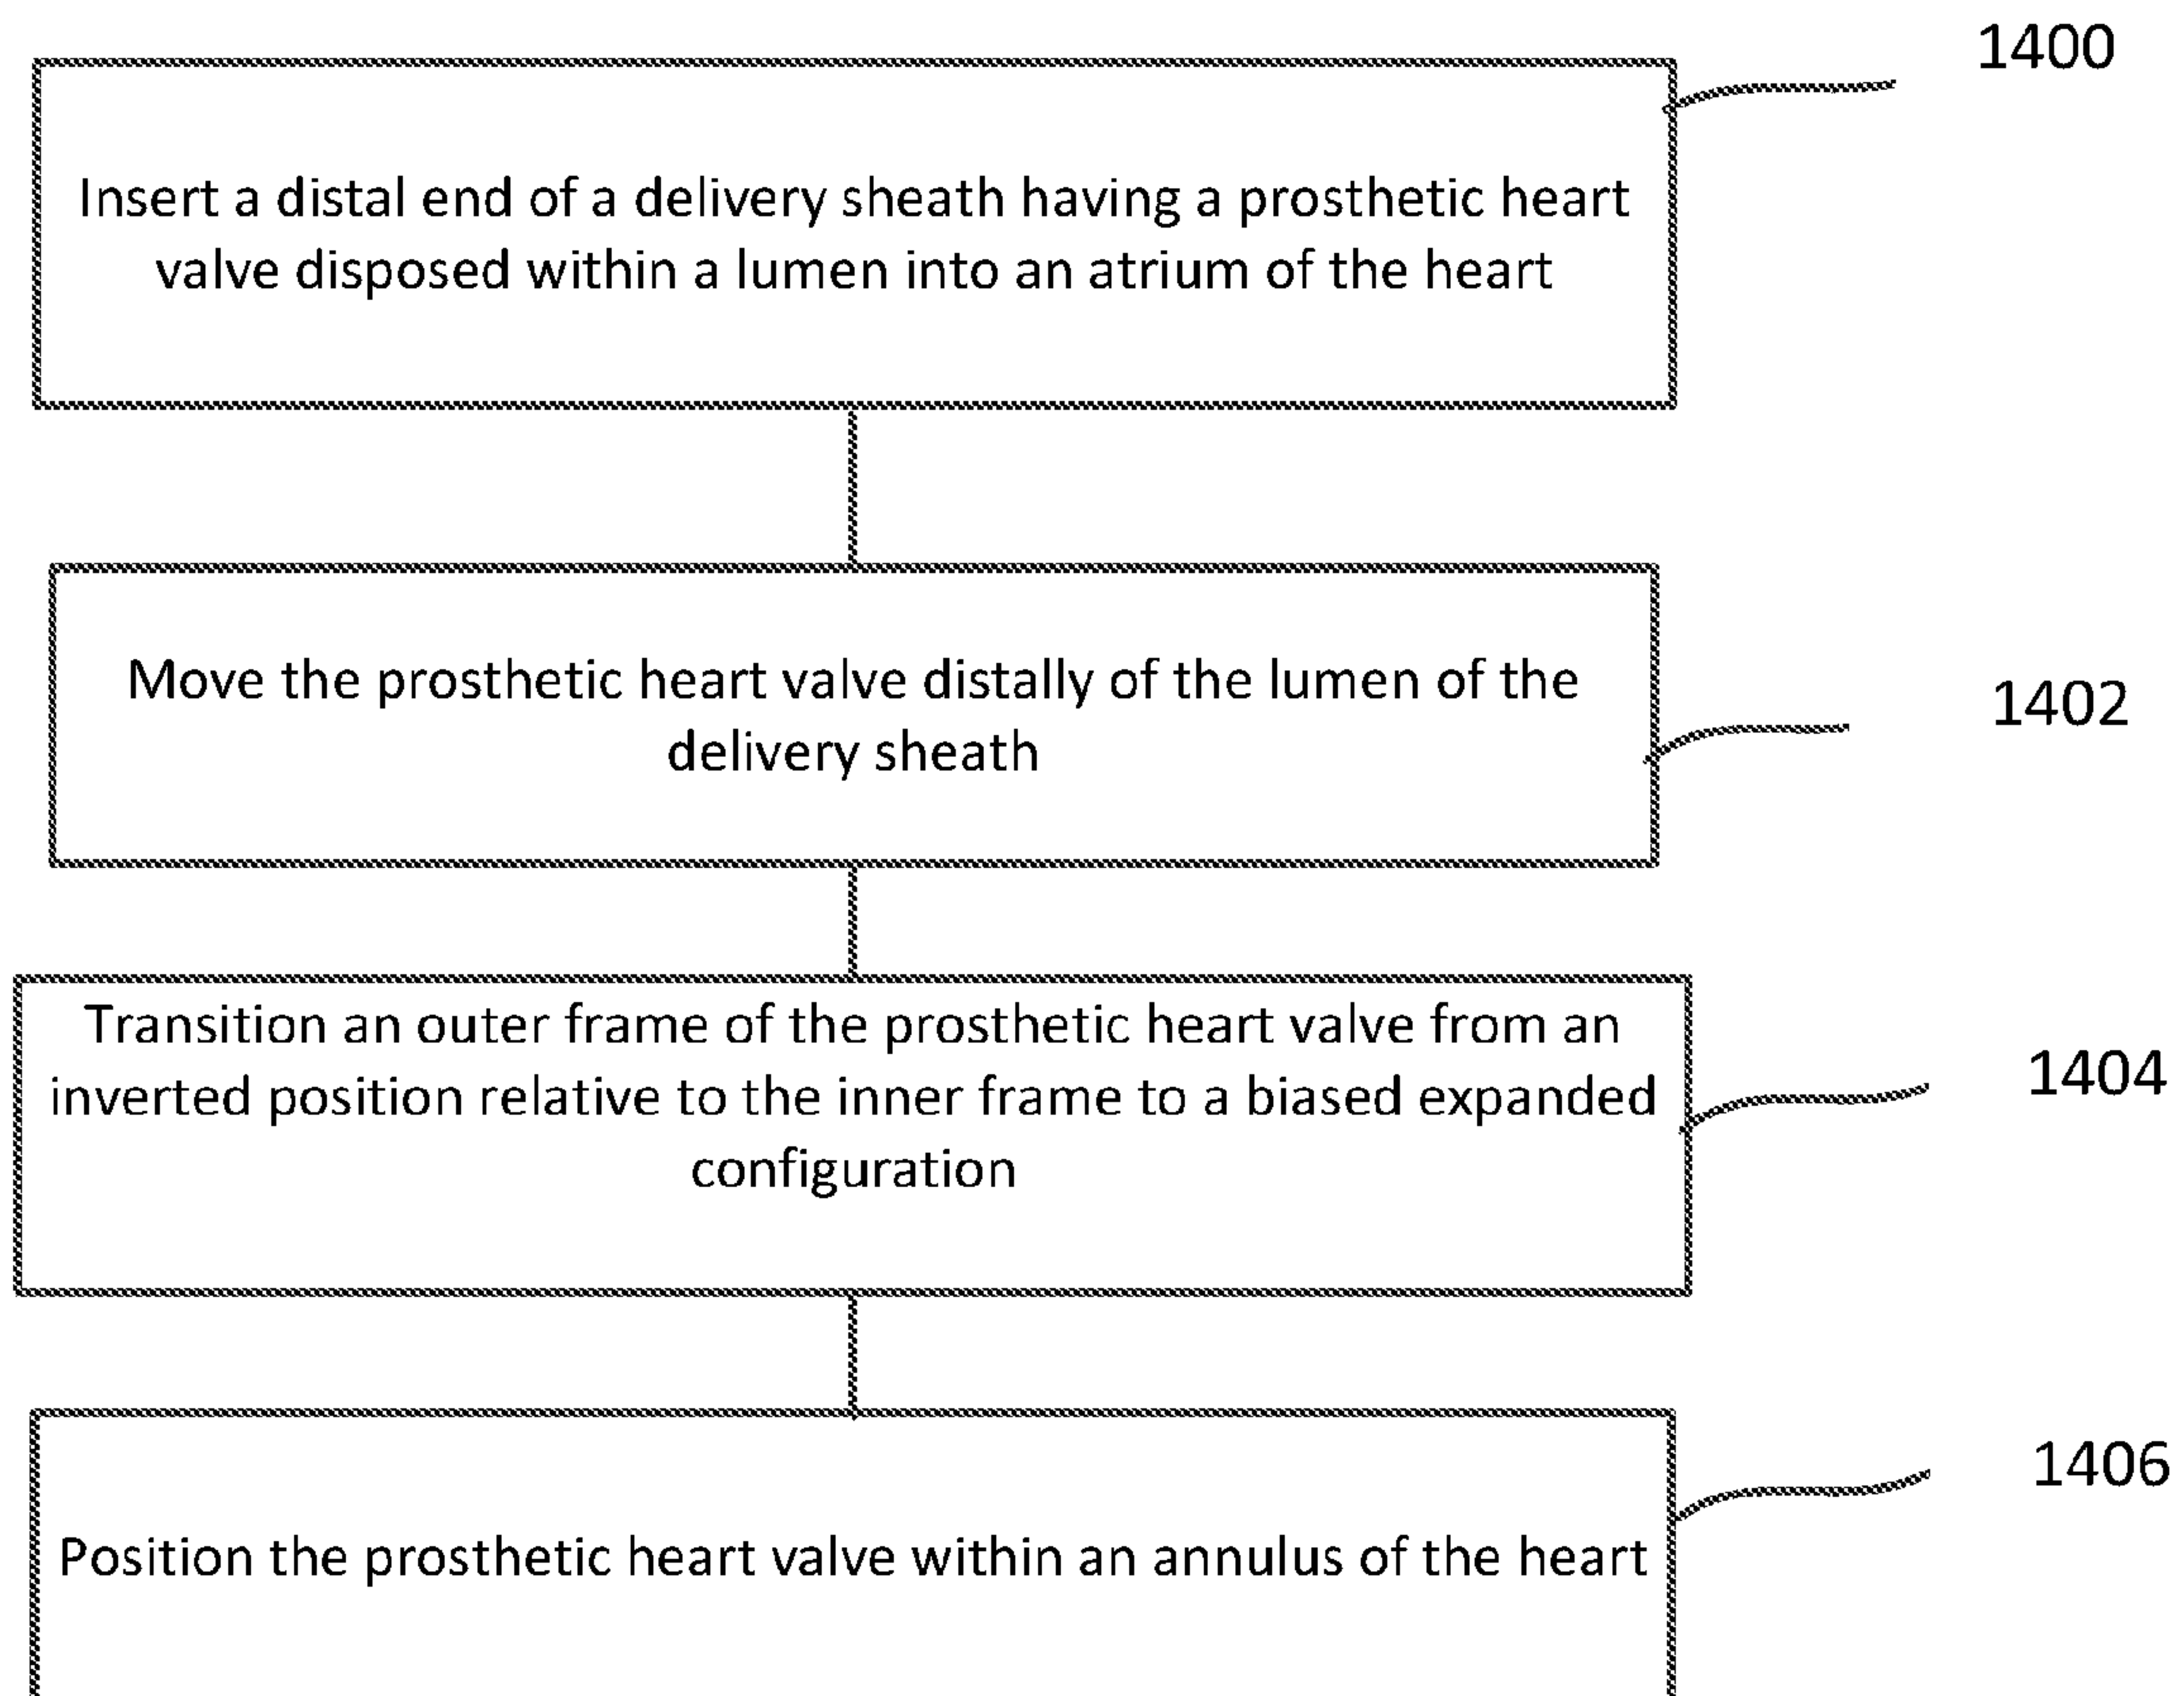 1400
Insert a distal end of a delivery sheath having a prosthetic heart
valve disposed within a lumen into an atrium of the heart
Move the prosthetic heart valve distally of the lumen of the
delivery sheath
1402
Transition an outer frame of the prosthetic heart valve from an
inverted position relative to the inner frame to a biased expanded
configuration
1404
Position the prosthetic heart valve within an annulus of the heart
1406